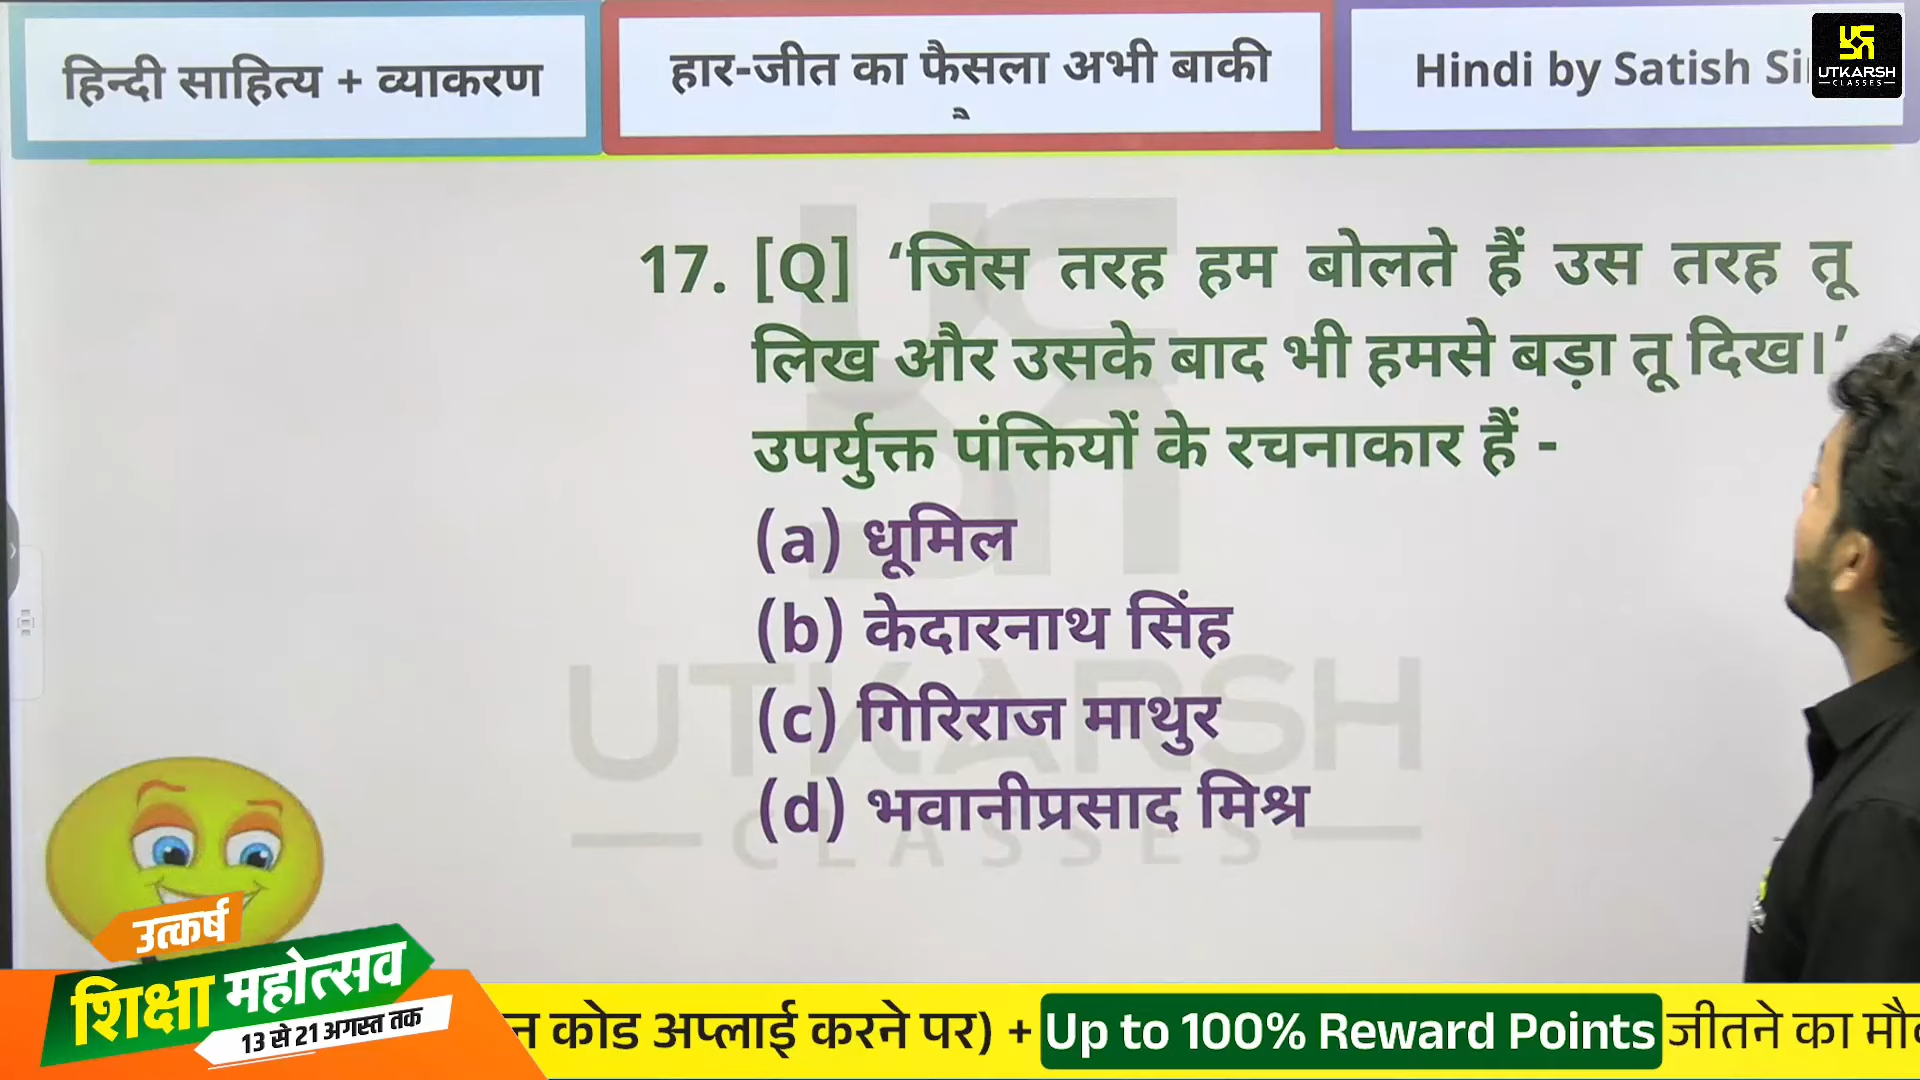 हिन्दी साहित्य + व्याकरण
हार-जीत का फैसला अभी बाकी
Hindi by Satish
UTKARSH
CLASSES
17. [Q] ‘जिस तरह हम बोलते हैं उस तरह तू
लिख और उसके बाद भी हमसे बड़ा तू दिख।’
उपर्युक्त पंक्तियों के रचनाकार हैं -
(a) धूमिल
(b) केदारनाथ सिंह
(c) गिरिराज माथुर
(d) भवानीप्रसाद मिश्र
UTKARSH
CLASSES
उत्कर्ष
शिक्षा महोत्सव
13 से 21 अगस्त तक
कोड अप्लाई करने पर) + Up to 100% Reward Points जीतने का